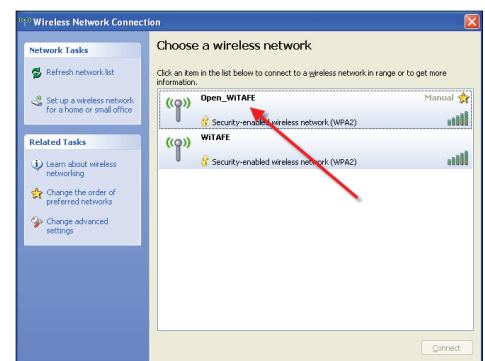 Wireless Network Connection
Network Tasks
Refresh network list
Set up a wireless network
for a home or small office
Related Tasks
Learn about wireless
networking
Change the order of
preferred networks
Change advanced
settings
Choose a wireless network
Click an item in the list below to connect to a wireless network in range or to get more
information.
Open_WiTAFE
Manual
Security-enabled wireless network (WPA2)
WiTAFE
Security-enabled wireless network (WPA2)
Connect